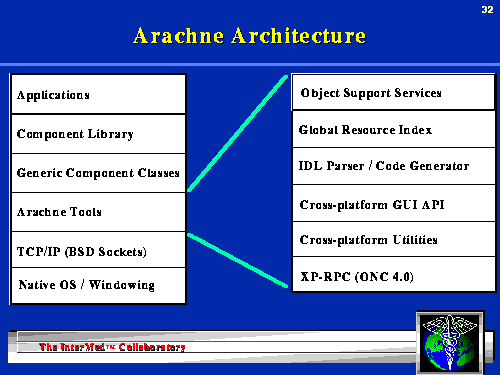 32
Arachne Architecture
Applications
Component Library
Generic Component Classes
Arachne Tools
TCP/IP (BSD Sockets)
Native OS / Windowing
Object Support Services
Global Resource Index
IDL Parser / Code Generator
Cross-platform GUI API
Cross-platform Utilities
XP-RPC (ONC 4.0)
The InterMed™ Collaboratory